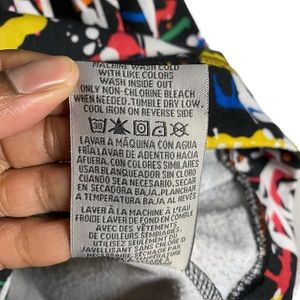 MACHINE WASH COLD
WITH LIKE COLORS
WASH INSIDE OUT
ONLY NON-CHLORINE BLEACH
WHEN NEEDED. TUMBLE DRY LOW.
COOL IRON ON REVERSE SIDE
LAVAR A MÁQUINA CON AGUA
FRÍA. LAVAR DE ADENTRO HACIA
AFUERA. CON COLORES SIMILARES
USAR BLANQUEADOR SIN CLORO
CUANDO SEA NECESARIO. SECAR
EN SECADORA BAJA. PLANCHAR
A TEMPERATURA BAJA AL REVÉS.
LAVER À LA MACHINE À L'EAU
FROIDE LAVER DE FOND EN COMBLE
AVEC DES VÊTEMENTS.
DE COULEURS SEMBLABLES
UTILISEZ SEULEMENT DU
JAVELLISANT SANS CHLORE SI